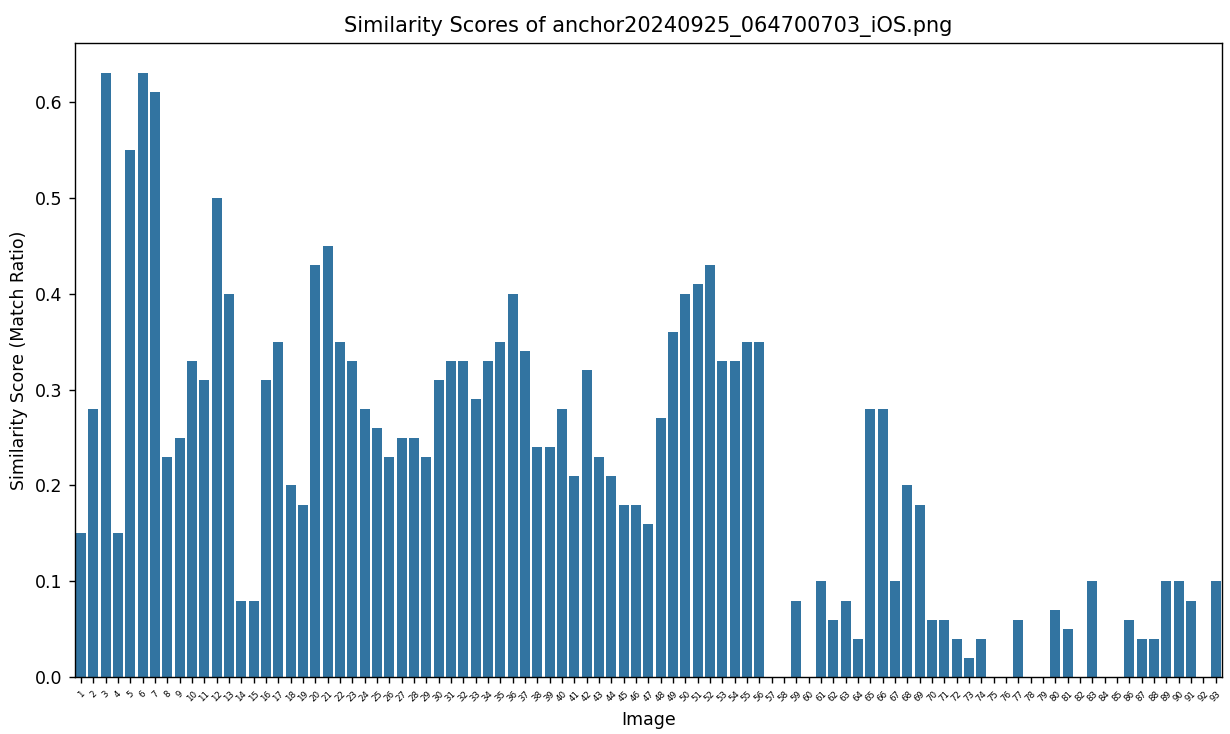 Similarity Scores of anchor20240925_064700703_iOS.png
Similarity Score (Match Ratio)
0.6
0.5
0.4
0.3
0.2
0.1
0.0
1 2 3 4 5 6 7 8 9 10 11 12 13 14 15 16 17 18 19 20 21 22 23 24 25 26 27 28 29 30 31 32 33 34 35 36 37 38 39 40 41 42 43 44 45 46 47 48 49 50 51 52 53 54 55 56 57 58 59 60 61 62 63 64 65 66 67 68 69 70 71 72 73 74 75 76 77 78 79 80 81 82 83 84 85 86 87 88 89 90 91 92 93
Image